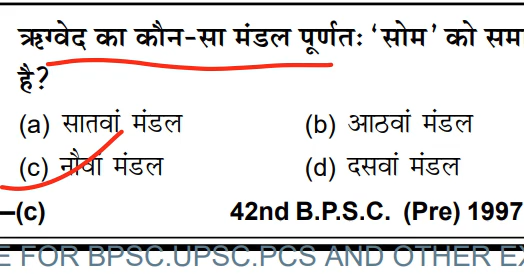 ऋग्वेद का कौन-सा मंडल पूर्णतः ‘सोम’ को सम
है?
(a) सातवां मंडल (b) आठवां मंडल
(c) नौवां मंडल (d) दसवां मंडल
–(c) 42nd B.P.S.C. (Pre) 1997
E FOR BPSC.UPSC.PCS AND OTHER EX